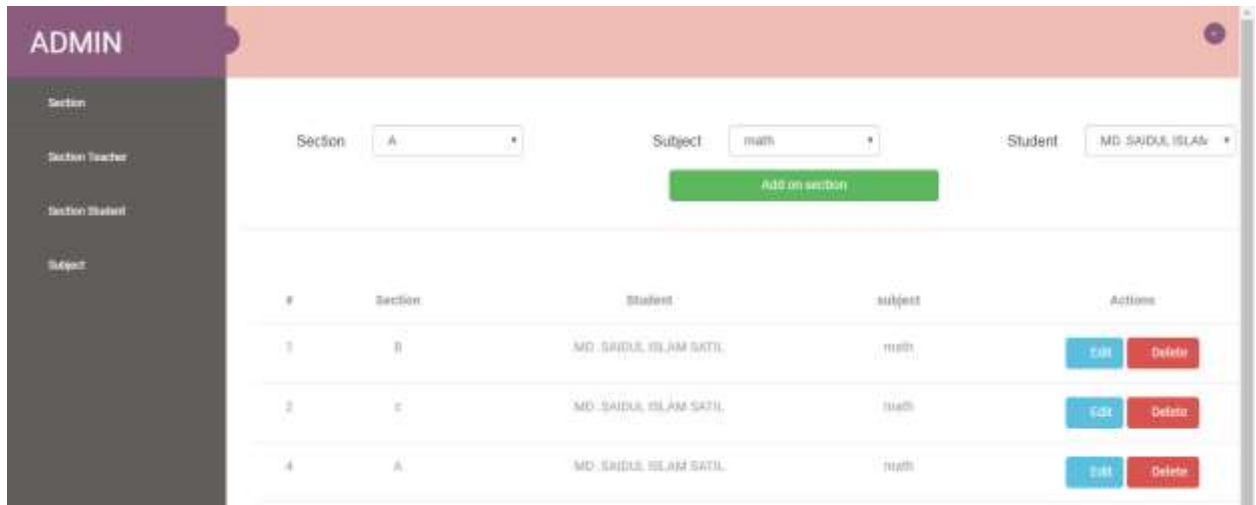 ADMIN
Section
Section Teacher
Section Student
Subject
Section A Subject math Student MD. SAIDUL ISLAM
Add on section
# Section Student subject Actions
1 B MD. SAIDUL ISLAM SATIL math Edit Delete
2 c MD. SAIDUL ISLAM SATIL math Edit Delete
4 A MD. SAIDUL ISLAM SATIL math Edit Delete